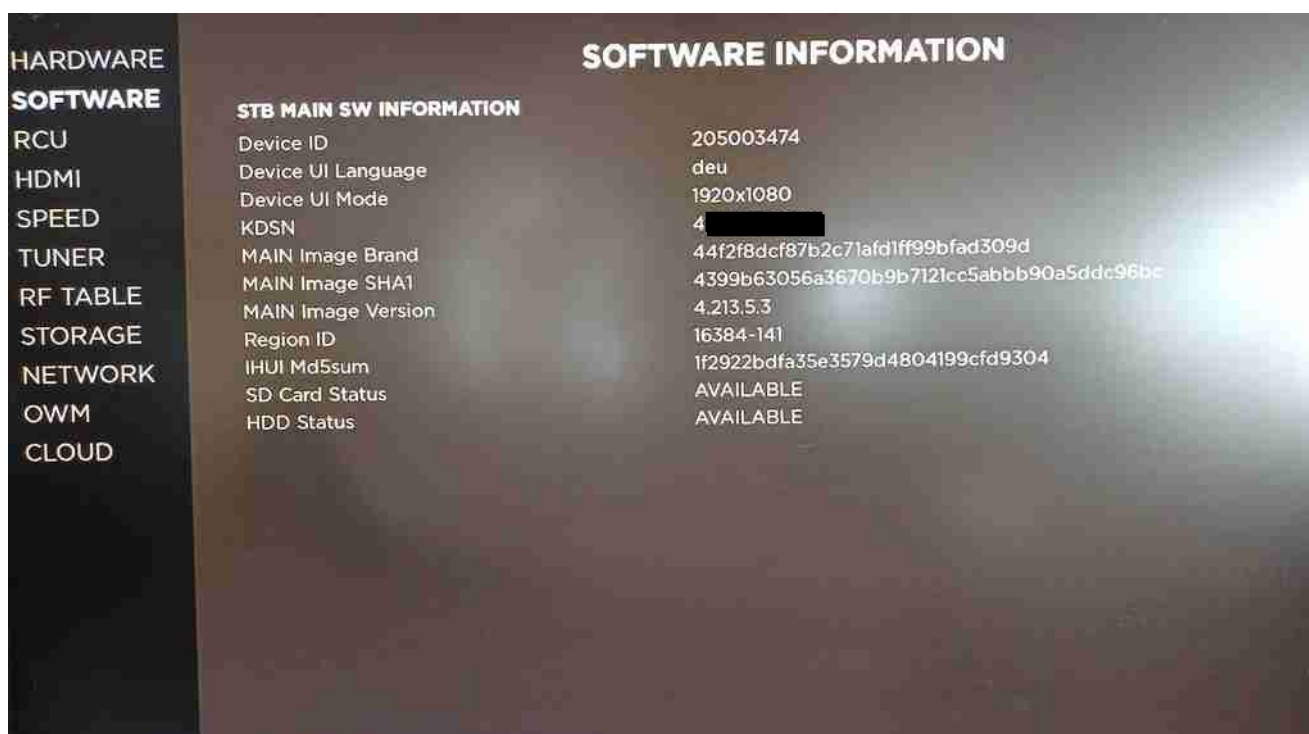 HARDWARE
SOFTWARE
RCU
HDMI
SPEED
TUNER
RF TABLE
STORAGE
NETWORK
OWM
CLOUD
SOFTWARE INFORMATION
STB MAIN SW INFORMATION
Device ID 205003474
Device UI Language deu
Device UI Mode 1920x1080
KDSN 4
MAIN Image Brand 44f2f8dcf87b2c71afd1ff99bfad309d
MAIN Image SHA1 4399b63056a3670b9b7121cc5abbb90a5ddc96bc
MAIN Image Version 4.213.5.3
Region ID 16384-141
IHUI Md5sum 1f2922bdfa35e3579d4804199cfd9304
SD Card Status AVAILABLE
HDD Status AVAILABLE